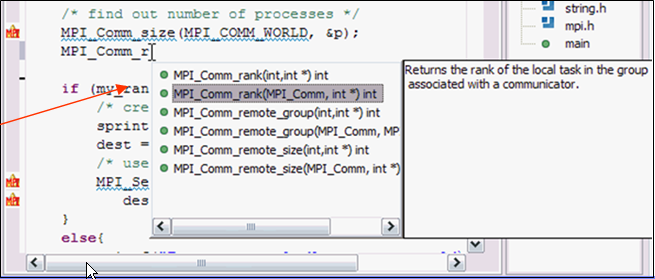 /* find out number of processes */
MPI_Comm_size(MPI_COMM_WORLD, &p);
MPI_Comm_r
if (my_ran
/* cre
sprint
dest =
/* use
MPI_Se
des
}
else{
MPI_Comm_rank(int,int *) int
MPI_Comm_rank(MPI_Comm, int *) int
MPI_Comm_remote_group(int,int *) int
MPI_Comm_remote_group(MPI_Comm, MP
MPI_Comm_remote_size(int,int *) int
MPI_Comm_remote_size(MPI_Comm, int *)
Returns the rank of the local task in the group
associated with a communicator.
string.h
mpi.h
main